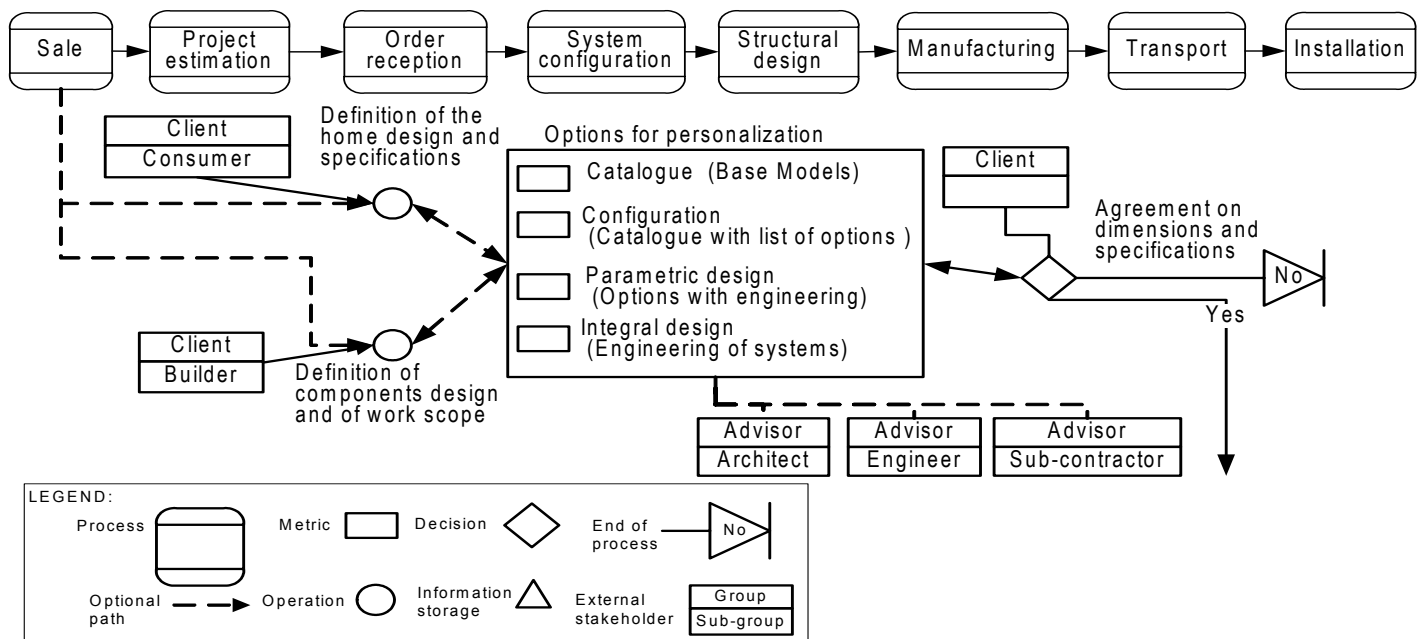 Sale
Project
estimation
Order
reception
System
configuration
Structural
design
Manufacturing
Transport
Installation
Client
Consumer
Definition of the
home design and
specifications
Options for personalization
Catalogue (Base Models)
Configuration
(Catalogue with list of options )
Parametric design
(Options with engineering)
Integral design
(Engineering of systems)
Client
Agreement on
dimensions and
specifications
No
Yes
Client
Builder
Definition of
components design
and of work scope
Advisor
Architect
Advisor
Engineer
Advisor
Sub-contractor
LEGEND:
Process
Metric
Decision
End of
process
No
Optional
path
Operation
Information
storage
External
stakeholder
Group
Sub-group